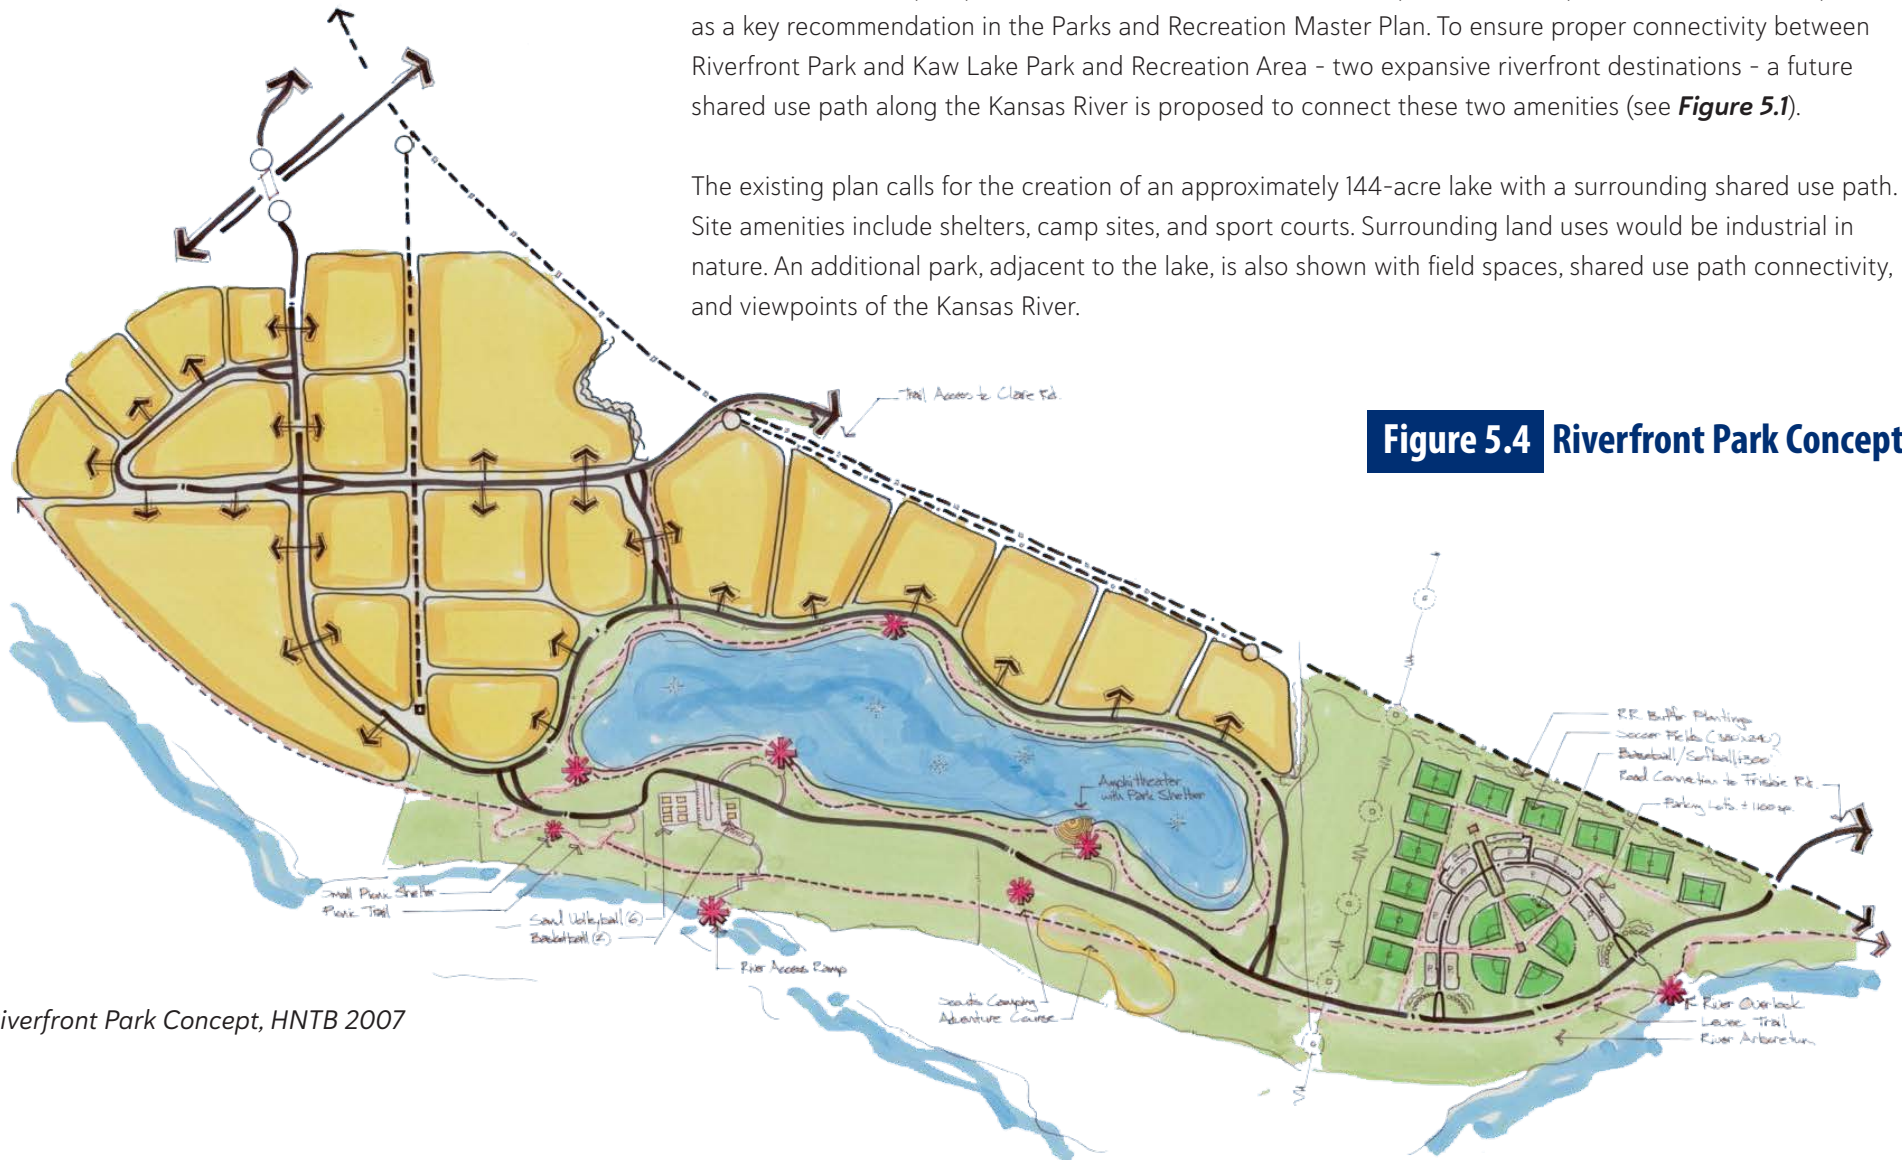 as a key recommendation in the Parks and Recreation Master Plan. To ensure proper connectivity between
Riverfront Park and Kaw Lake Park and Recreation Area - two expansive riverfront destinations - a future
shared use path along the Kansas River is proposed to connect these two amenities (see Figure 5.1).
The existing plan calls for the creation of an approximately 144-acre lake with a surrounding shared use path.
Site amenities include shelters, camp sites, and sport courts. Surrounding land uses would be industrial in
nature. An additional park, adjacent to the lake, is also shown with field spaces, shared use path connectivity,
and viewpoints of the Kansas River.
Trail Access to Clare Rd.
Figure 5.4 Riverfront Park Concept
R.R. Buffer Plantings
Soccer Fields
Baseball/Softball ±300'
Road Connection to Frisbie Rd.
Parking Lots ± 1100 sp.
Amphitheater
with Park Shelter
Small Picnic Shelter
Picnic Trail
Sand Volleyball (6)
Basketball (2)
River Access Ramp
Scouts Camping
Adventure Course
River Overlook
Levee Trail
River Arboretum
iverfront Park Concept, HNTB 2007